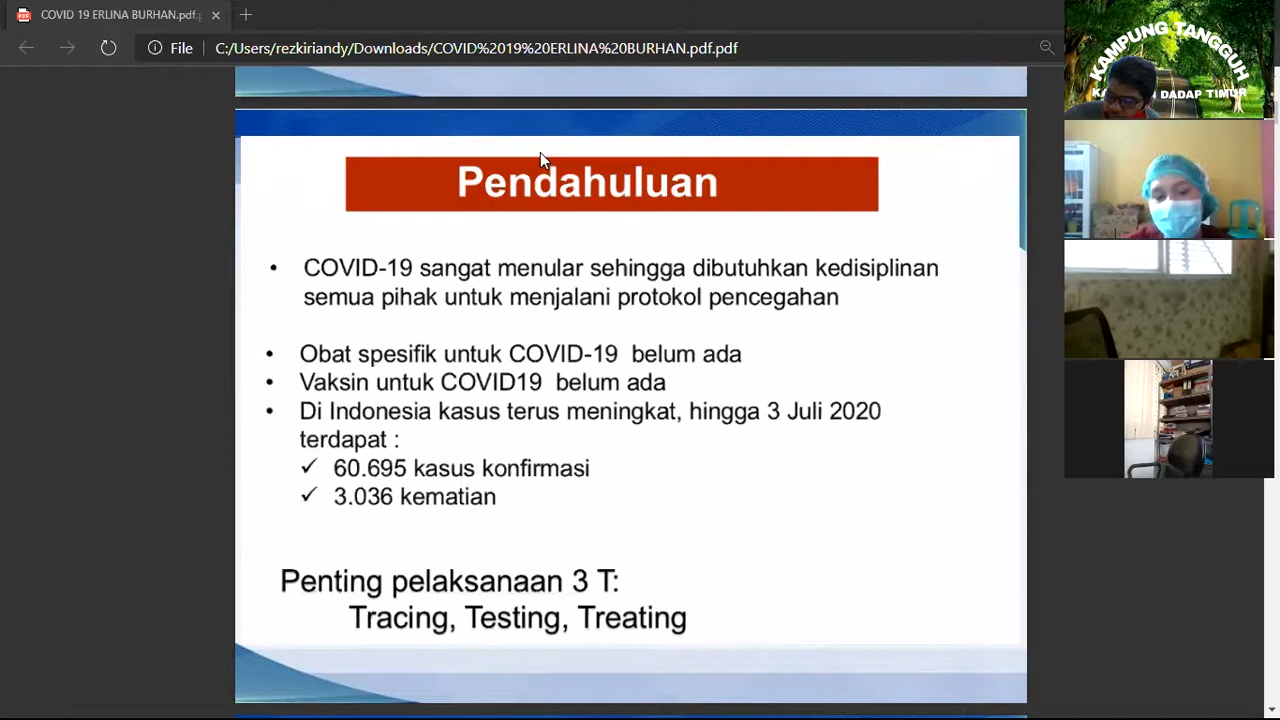 COVID 19 ERLINA BURHAN.pdf.
File
C:/Users/rezkiriandy/Downloads/COVID%2019%20ERLINA%20BURHAN.pdf.pdf
KAMPUNG TANGGUH
DADAP TIMUR
Pendahuluan
• COVID-19 sangat menular sehingga dibutuhkan kedisiplinan
semua pihak untuk menjalani protokol pencegahan
• Obat spesifik untuk COVID-19 belum ada
• Vaksin untuk COVID19 belum ada
• Di Indonesia kasus terus meningkat, hingga 3 Juli 2020
terdapat :
✓ 60.695 kasus konfirmasi
✓ 3.036 kematian
Penting pelaksanaan 3 T:
Tracing, Testing, Treating